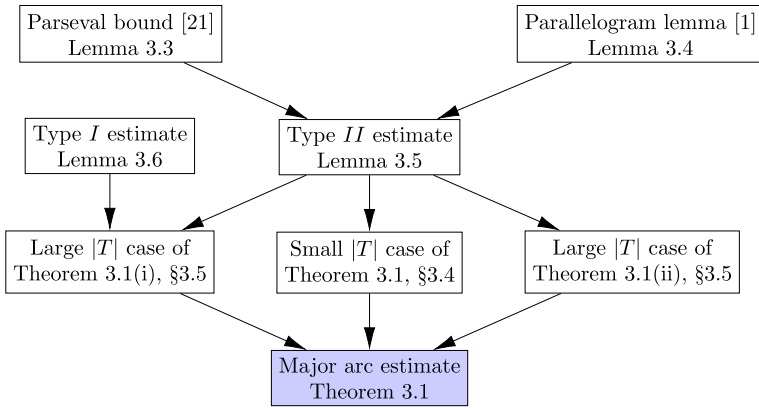 Parseval bound [21]
Lemma 3.3
Parallelogram lemma [1]
Lemma 3.4
Type I estimate
Lemma 3.6
Type II estimate
Lemma 3.5
Large |T| case of
Theorem 3.1(i), §3.5
Small |T| case of
Theorem 3.1, §3.4
Large |T| case of
Theorem 3.1(ii), §3.5
Major arc estimate
Theorem 3.1